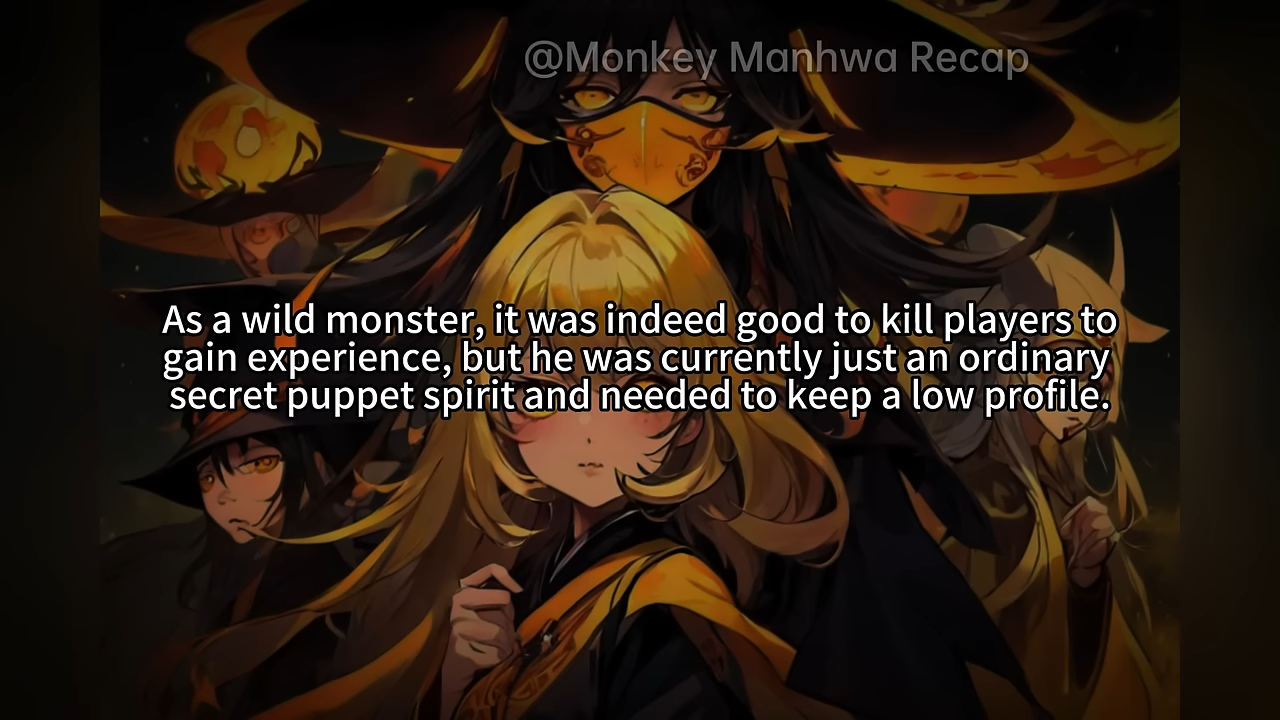 @Monkey Manhwa Recap
As a wild monster, it was indeed good to kill players to
gain experience, but he was currently just an ordinary
secret puppet spirit and needed to keep a low profile.